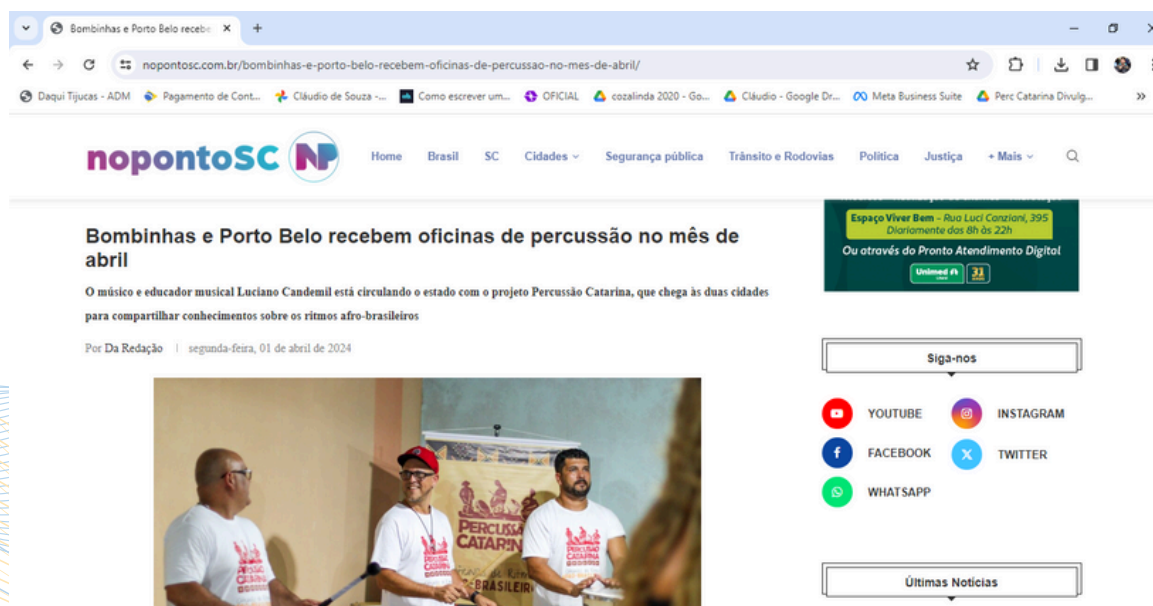 Bombinhas e Porto Belo recebe
nopontosc.com.br/bombinhas-e-porto-belo-recebem-oficinas-de-percussao-no-mes-de-abril/
Daqui Tijucas - ADM Pagamento de Cont... Cláudio de Souza -... Como escrever um... OFICIAL cozalinda 2020 - Go... Cláudio - Google Dr... Meta Business Suite Perc Catarina Divulg... »
nopontoSC NP Home Brasil SC Cidades Segurança pública Trânsito e Rodovias Política Justiça + Mais
Bombinhas e Porto Belo recebem oficinas de percussão no mês de
abril
O músico e educador musical Luciano Candemil está circulando o estado com o projeto Percussão Catarina, que chega às duas cidades
para compartilhar conhecimentos sobre os ritmos afro-brasileiros
Por Da Redação | segunda-feira, 01 de abril de 2024
PERCUSSÃ
CATARIN
BRASILEIR
PERCUSSÃO
CATARINA
Espaço Viver Bem - Rua Luci Canziani, 395
Diariamente das 8h às 22h
Ou através do Pronto Atendimento Digital
Unimed 31
Siga-nos
YOUTUBE INSTAGRAM
FACEBOOK TWITTER
WHATSAPP
Últimas Notícias